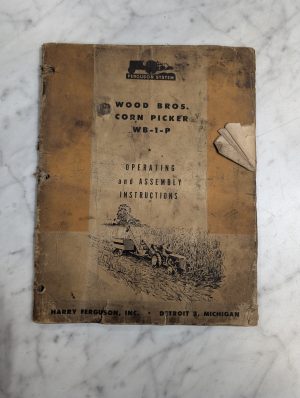 FERGUSON SYSTEM
WOOD BROS.
CORN PICKER
WB-1-P
OPERATING
and ASSEMBLY
INSTRUCTIONS
HARRY FERGUSON, INC. • DETROIT 3, MICHIGAN